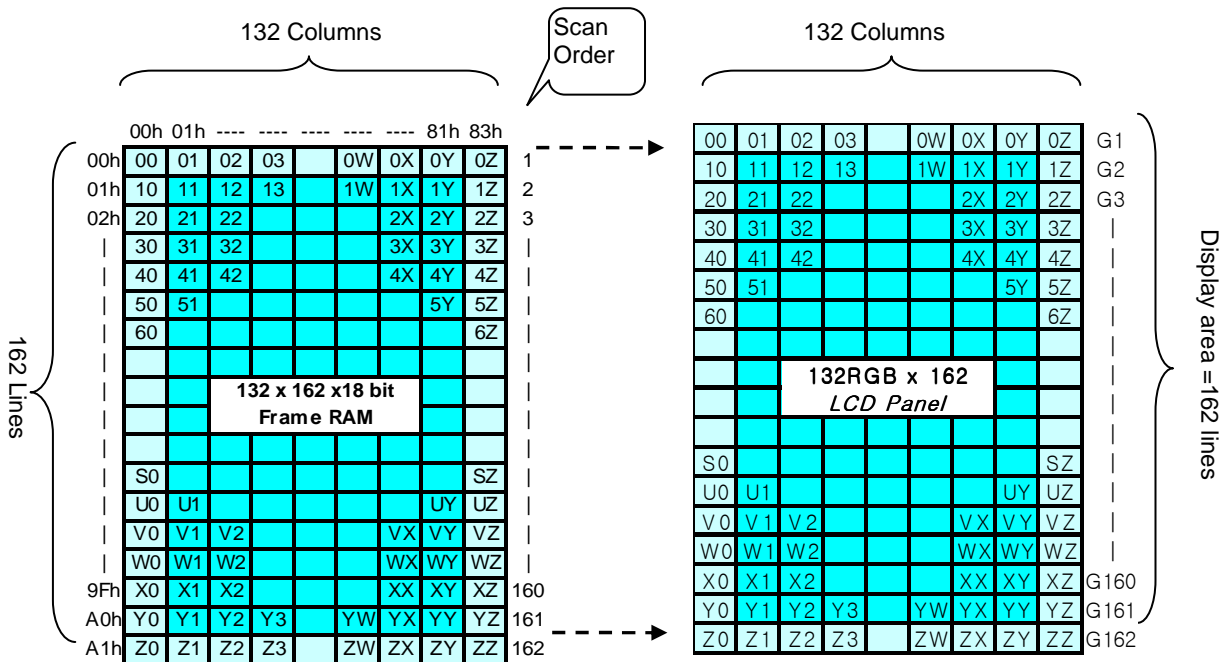 132 Columns
Scan
Order
132 Columns
00h 01h ---- ---- ---- ---- ---- 81h 83h
00h 00 01 02 03 0W 0X 0Y 0Z 1
01h 10 11 12 13 1W 1X 1Y 1Z 2
02h 20 21 22 2X 2Y 2Z 3
30 31 32 3X 3Y 3Z
40 41 42 4X 4Y 4Z
50 51 5Y 5Z
60 6Z
162 Lines
132 x 162 x18 bit
Frame RAM
S0 SZ
U0 U1 UY UZ
V0 V1 V2 VX VY VZ
W0 W1 W2 WX WY WZ
9Fh X0 X1 X2 XX XY XZ 160
A0h Y0 Y1 Y2 Y3 YW YX YY YZ 161
A1h Z0 Z1 Z2 Z3 ZW ZX ZY ZZ 162
00 01 02 03 0W 0X 0Y 0Z G1
10 11 12 13 1W 1X 1Y 1Z G2
20 21 22 2X 2Y 2Z G3
30 31 32 3X 3Y 3Z
40 41 42 4X 4Y 4Z
50 51 5Y 5Z
60 6Z
132RGB x 162
LCD Panel
S0 SZ
U0 U1 UY UZ
V0 V1 V2 VX VY VZ
W0 W1 W2 WX WY WZ
X0 X1 X2 XX XY XZ G160
Y0 Y1 Y2 Y3 YW YX YY YZ G161
Z0 Z1 Z2 Z3 ZW ZX ZY ZZ G162
Display area =162 lines